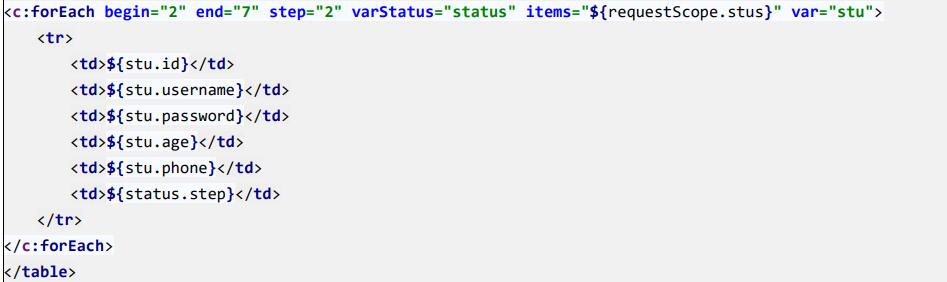 <c:forEach begin="2" end="7" step="2" varStatus="status" items="${requestScope.stus}" var="stu">
    <tr>
        <td>${stu.id}</td>
        <td>${stu.username}</td>
        <td>${stu.password}</td>
        <td>${stu.age}</td>
        <td>${stu.phone}</td>
        <td>${status.step}</td>
    </tr>
</c:forEach>
</table>